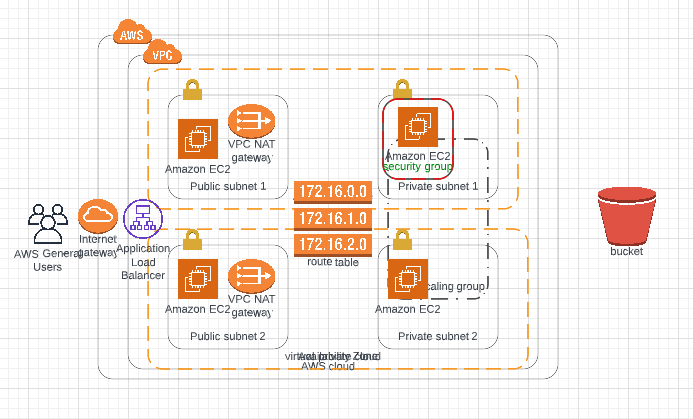 AWS
VPC
VPC NAT
gateway
Amazon EC2
Public subnet 1
Amazon EC2
security group
Private subnet 1
172.16.0.0
172.16.1.0
172.16.2.0
route table
AWS General
Users
Internet
gateway
Application
Load
Balancer
bucket
Amazon EC2
VPC NAT
gateway
Public subnet 2
Amazon EC2
caling group
Private subnet 2
Availability Zone
AWS cloud